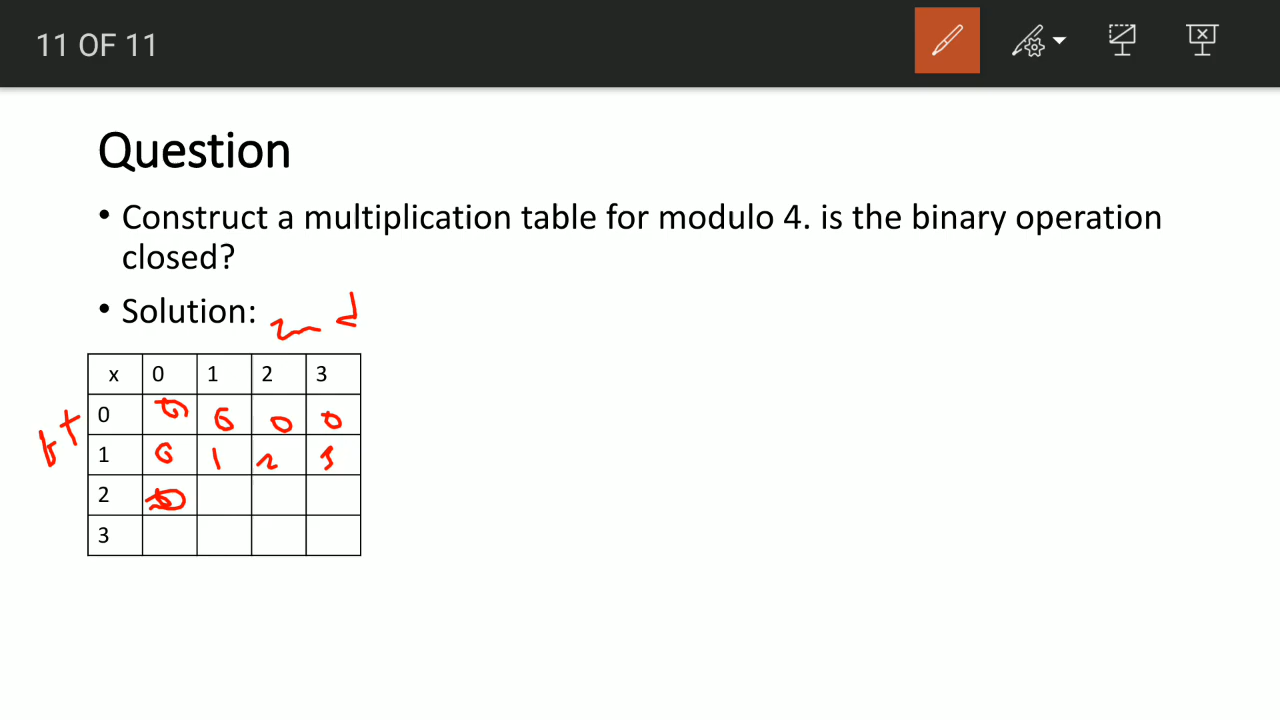 11 OF 11
Question
• Construct a multiplication table for modulo 4. is the binary operation
closed?
• Solution:
x 0 1 2 3
0 0 0 0 0
1 0 1 2 3
2 0
3